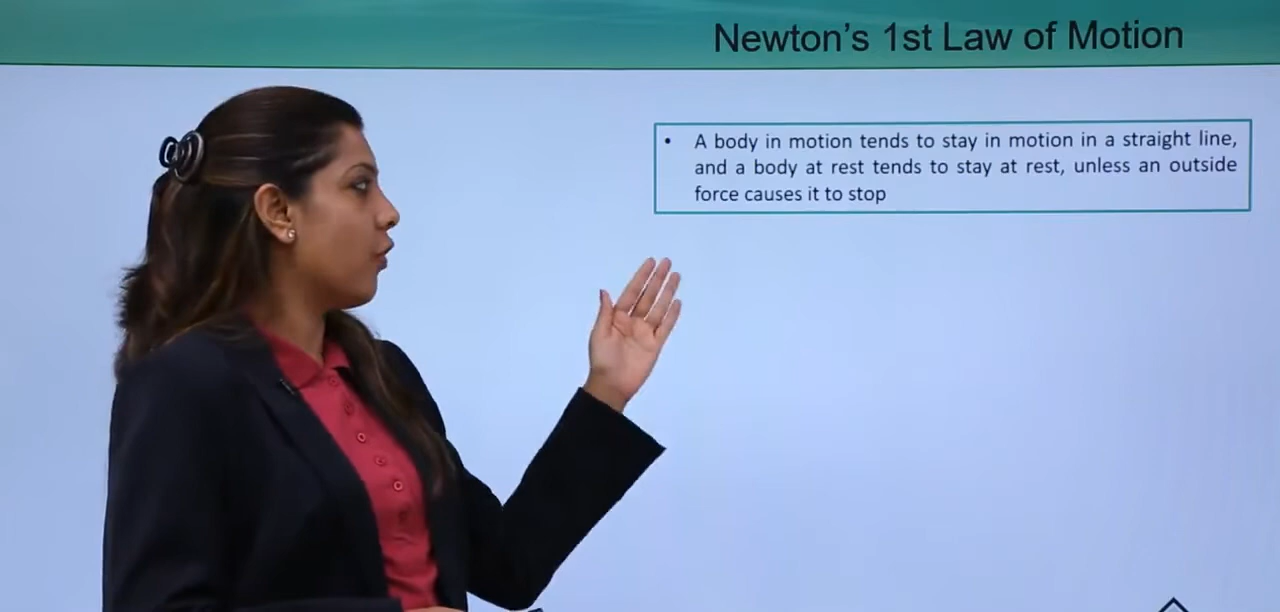 Newton's 1st Law of Motion
• A body in motion tends to stay in motion in a straight line,
and a body at rest tends to stay at rest, unless an outside
force causes it to stop